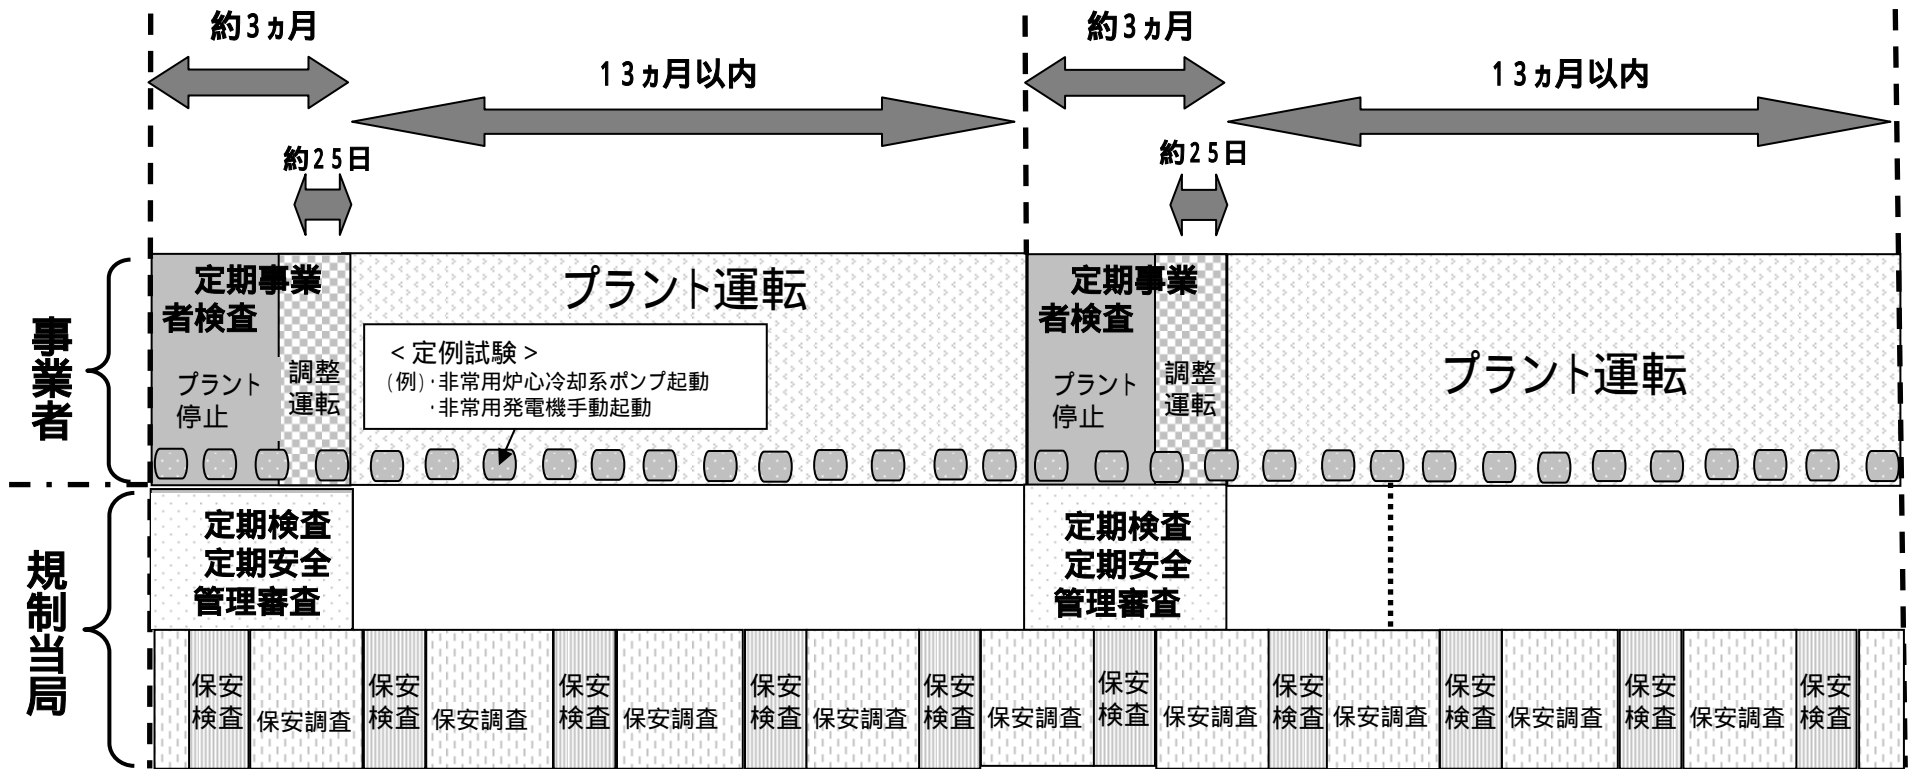 約3ヵ月
13ヵ月以内
約25日
約3ヵ月
13ヵ月以内
約25日
事業者
定期事業
者検査
プラント
停止
調整
運転
プラント運転
<定例試験>
(例)・非常用炉心冷却系ポンプ起動
・非常用発電機手動起動
定期事業
者検査
プラント
停止
調整
運転
プラント運転
規制当局
定期検査
定期安全
管理審査
定期検査
定期安全
管理審査
保安
検査
保安調査
保安
検査
保安調査
保安
検査
保安調査
保安
検査
保安調査
保安
検査
保安調査
保安
検査
保安調査
保安
検査
保安調査
保安
検査
保安調査
保安
検査
保安調査
保安
検査